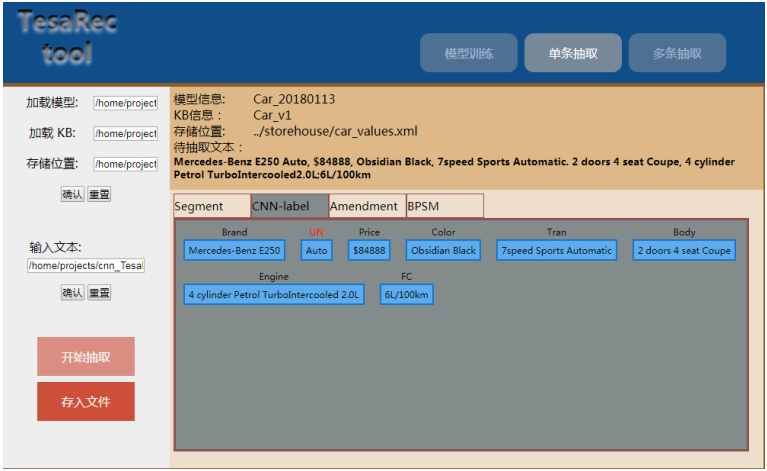 TesaRec
tool
模型训练 单条抽取 多条抽取
加载模型: /home/project
加载 KB: /home/project
存储位置: /home/project
确认 重置
输入文本:
/home/projects/cnn_Tesal
确认 重置
开始抽取
存入文件
模型信息: Car_20180113
KB信息： Car_v1
存储位置: ../storehouse/car_values.xml
待抽取文本：
Mercedes-Benz E250 Auto, $84888, Obsidian Black, 7speed Sports Automatic. 2 doors 4 seat Coupe, 4 cylinder
Petrol TurboIntercooled2.0L;6L/100km
Segment CNN-label Amendment BPSM
Brand UN Price Color Tran Body
Mercedes-Benz E250 Auto $84888 Obsidian Black 7speed Sports Automatic 2 doors 4 seat Coupe
Engine FC
4 cylinder Petrol TurboIntercooled 2.0L 6L/100km